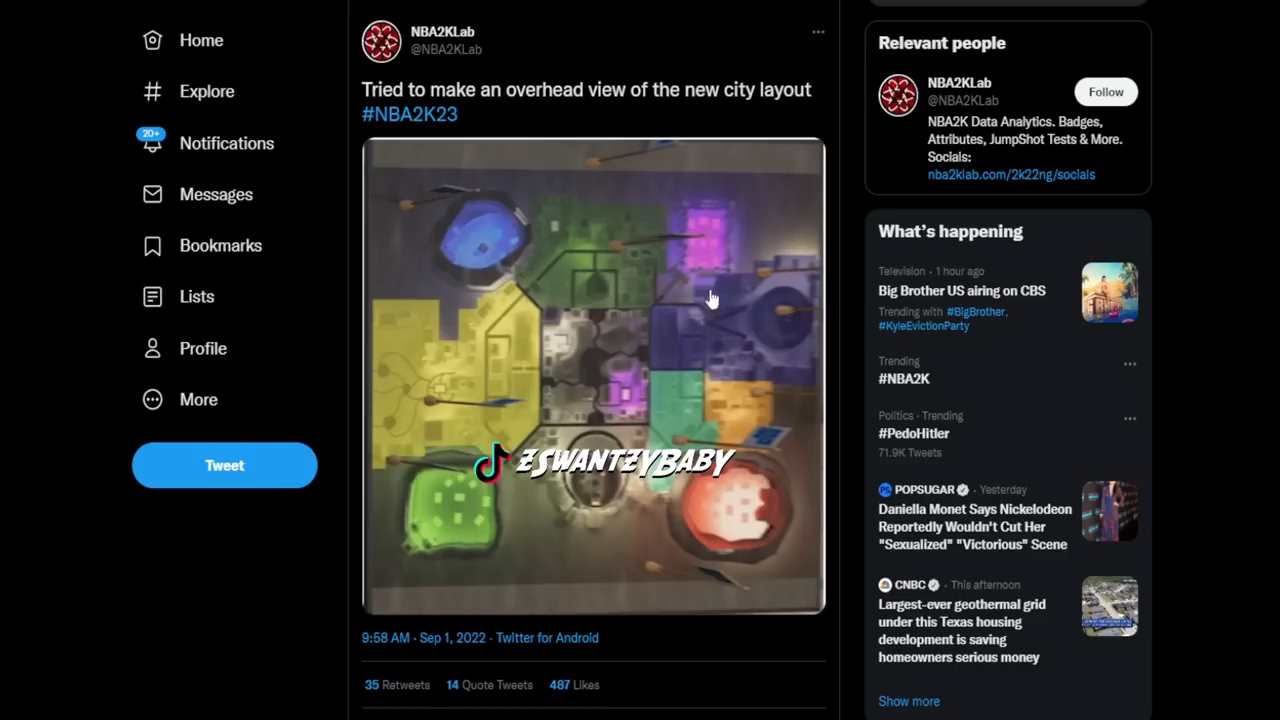 Home
Explore
20+
Notifications
Messages
Bookmarks
Lists
Profile
More
Tweet
NBA2KLab
@NBA2KLab
Tried to make an overhead view of the new city layout
#NBA2K23
ZSWANTZYBABY
9:58 AM · Sep 1, 2022 · Twitter for Android
35 Retweets 14 Quote Tweets 487 Likes
Relevant people
NBA2KLab
@NBA2KLab
Follow
NBA2K Data Analytics. Badges,
Attributes, JumpShot Tests & More.
Socials:
nba2klab.com/2k22ng/socials
What's happening
Television · 1 hour ago
Big Brother US airing on CBS
Trending with #BigBrother,
#KyleEvictionParty
Trending
#NBA2K
Politics · Trending
#PedoHitler
71.9K Tweets
POPSUGAR · Yesterday
Daniella Monet Says Nickelodeon
Reportedly Wouldn't Cut Her
"Sexualized" "Victorious" Scene
CNBC · This afternoon
Largest-ever geothermal grid
under this Texas housing
development is saving
homeowners serious money
Show more